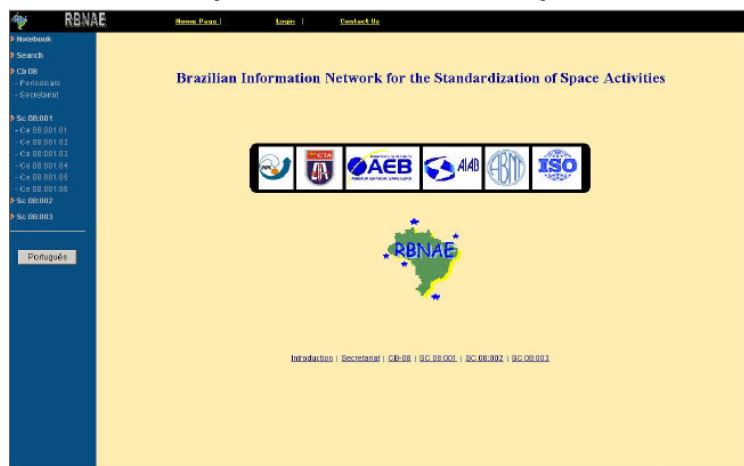 RBNAE
Home Page |
Login |
Contact Us
Notebook
Search
Cb 08
- Periodicals
- Secretariat
Sc 08:001
- Ce 08:001.01
- Ce 08:001.02
- Ce 08:001.03
- Ce 08:001.04
- Ce 08:001.05
- Ce 08:001.06
Sc 08:002
Sc 08:003
Português
Brazilian Information Network for the Standardization of Space Activities
CTA
AEB
AIAB
ABNT
ISO
RBNAE
Introduction | Secretariat | CB-08 | SC 08:001 | SC 08:002 | SC 08:003